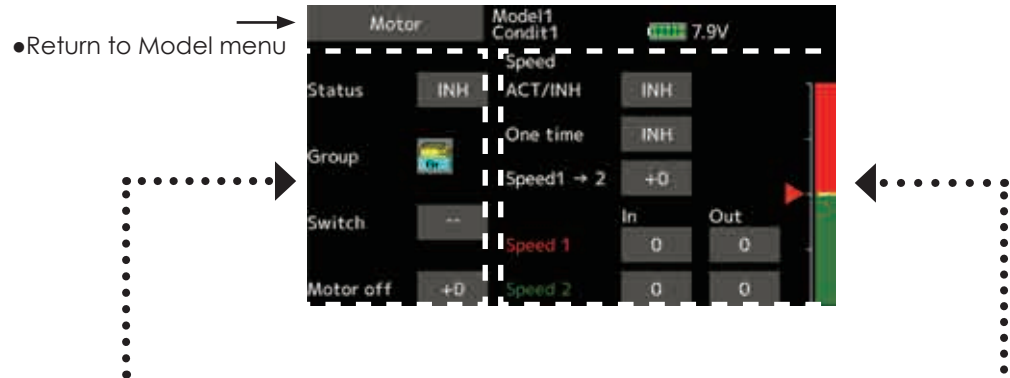 Motor Model1
Condit1 7.9V
●Return to Model menu
Speed
Status INH ACT/INH INH
One time INH
Group Gr.
Speed1 → 2 +0
In Out
Switch --
Speed 1 0 0
Motor off +0 Speed 2 0 0